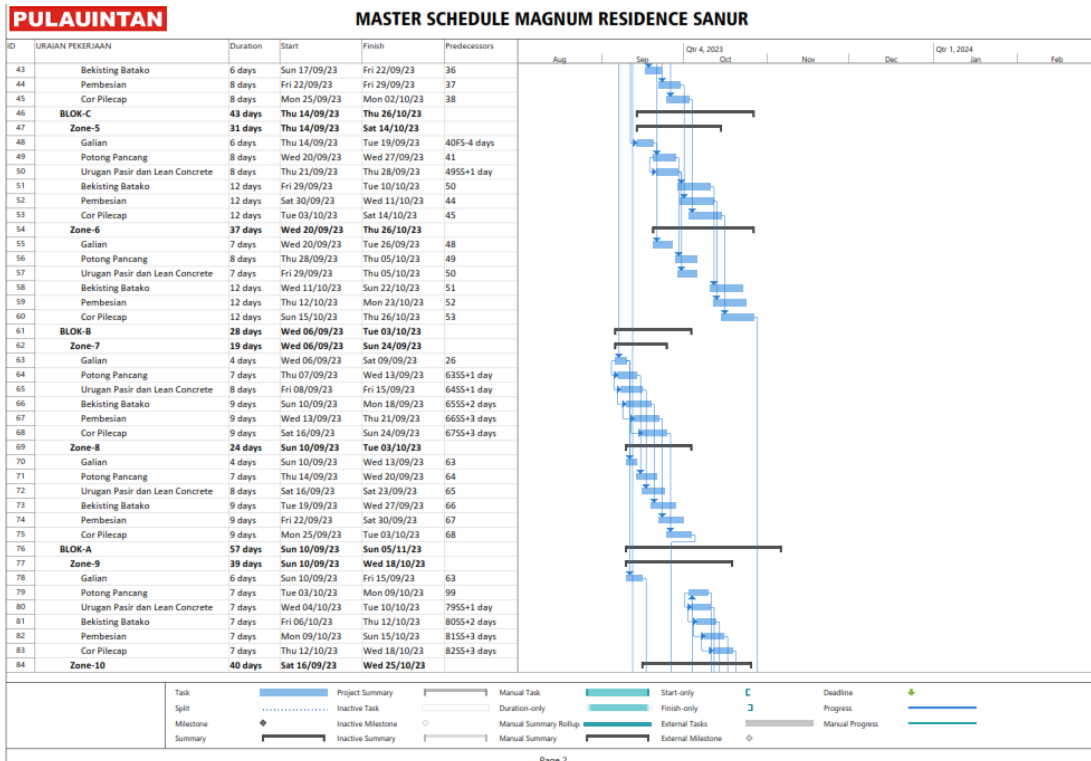 PULAUINTAN
MASTER SCHEDULE MAGNUM RESIDENCE SANUR
ID URAIAN PEKERJAAN Duration Start Finish Predecessors
Qtr 4, 2023 Qtr 1, 2024
Aug Sep Oct Nov Dec Jan Feb
43 Bekisting Batako 6 days Sun 17/09/23 Fri 22/09/23 36
44 Pembesian 8 days Fri 22/09/23 Fri 29/09/23 37
45 Cor Pilecap 8 days Mon 25/09/23 Mon 02/10/23 38
46 BLOK-C 43 days Thu 14/09/23 Thu 26/10/23
47 Zone-5 31 days Thu 14/09/23 Sat 14/10/23
48 Galian 6 days Thu 14/09/23 Tue 19/09/23 40FS-4 days
49 Potong Pancang 8 days Wed 20/09/23 Wed 27/09/23 41
50 Urugan Pasir dan Lean Concrete 8 days Thu 21/09/23 Thu 28/09/23 49SS+1 day
51 Bekisting Batako 12 days Fri 29/09/23 Tue 10/10/23 50
52 Pembesian 12 days Sat 30/09/23 Wed 11/10/23 44
53 Cor Pilecap 12 days Tue 03/10/23 Sat 14/10/23 45
54 Zone-6 37 days Wed 20/09/23 Thu 26/10/23
55 Galian 7 days Wed 20/09/23 Tue 26/09/23 48
56 Potong Pancang 8 days Thu 28/09/23 Thu 05/10/23 49
57 Urugan Pasir dan Lean Concrete 7 days Fri 29/09/23 Thu 05/10/23 50
58 Bekisting Batako 12 days Wed 11/10/23 Sun 22/10/23 51
59 Pembesian 12 days Thu 12/10/23 Mon 23/10/23 52
60 Cor Pilecap 12 days Sun 15/10/23 Thu 26/10/23 53
61 BLOK-B 28 days Wed 06/09/23 Tue 03/10/23
62 Zone-7 19 days Wed 06/09/23 Sun 24/09/23
63 Galian 4 days Wed 06/09/23 Sat 09/09/23 26
64 Potong Pancang 7 days Thu 07/09/23 Wed 13/09/23 63SS+1 day
65 Urugan Pasir dan Lean Concrete 8 days Fri 08/09/23 Fri 15/09/23 64SS+1 day
66 Bekisting Batako 9 days Sun 10/09/23 Mon 18/09/23 65SS+2 days
67 Pembesian 9 days Wed 13/09/23 Thu 21/09/23 66SS+3 days
68 Cor Pilecap 9 days Sat 16/09/23 Sun 24/09/23 67SS+3 days
69 Zone-8 24 days Sun 10/09/23 Tue 03/10/23
70 Galian 4 days Sun 10/09/23 Wed 13/09/23 63
71 Potong Pancang 7 days Thu 14/09/23 Wed 20/09/23 64
72 Urugan Pasir dan Lean Concrete 8 days Sat 16/09/23 Sat 23/09/23 65
73 Bekisting Batako 9 days Tue 19/09/23 Wed 27/09/23 66
74 Pembesian 9 days Fri 22/09/23 Sat 30/09/23 67
75 Cor Pilecap 9 days Mon 25/09/23 Tue 03/10/23 68
76 BLOK-A 57 days Sun 10/09/23 Sun 05/11/23
77 Zone-9 39 days Sun 10/09/23 Wed 18/10/23
78 Galian 6 days Sun 10/09/23 Fri 15/09/23 63
79 Potong Pancang 7 days Tue 03/10/23 Mon 09/10/23 99
80 Urugan Pasir dan Lean Concrete 7 days Wed 04/10/23 Tue 10/10/23 79SS+1 day
81 Bekisting Batako 7 days Fri 06/10/23 Thu 12/10/23 80SS+2 days
82 Pembesian 7 days Mon 09/10/23 Sun 15/10/23 81SS+3 days
83 Cor Pilecap 7 days Thu 12/10/23 Wed 18/10/23 82SS+3 days
84 Zone-10 40 days Sat 16/09/23 Wed 25/10/23
Task Project Summary Manual Task Start-only Deadline
Split Inactive Task Duration-only Finish-only Progress
Milestone Inactive Milestone Manual Summary Rollup External Tasks Manual Progress
Summary Inactive Summary Manual Summary External Milestone
Page 2